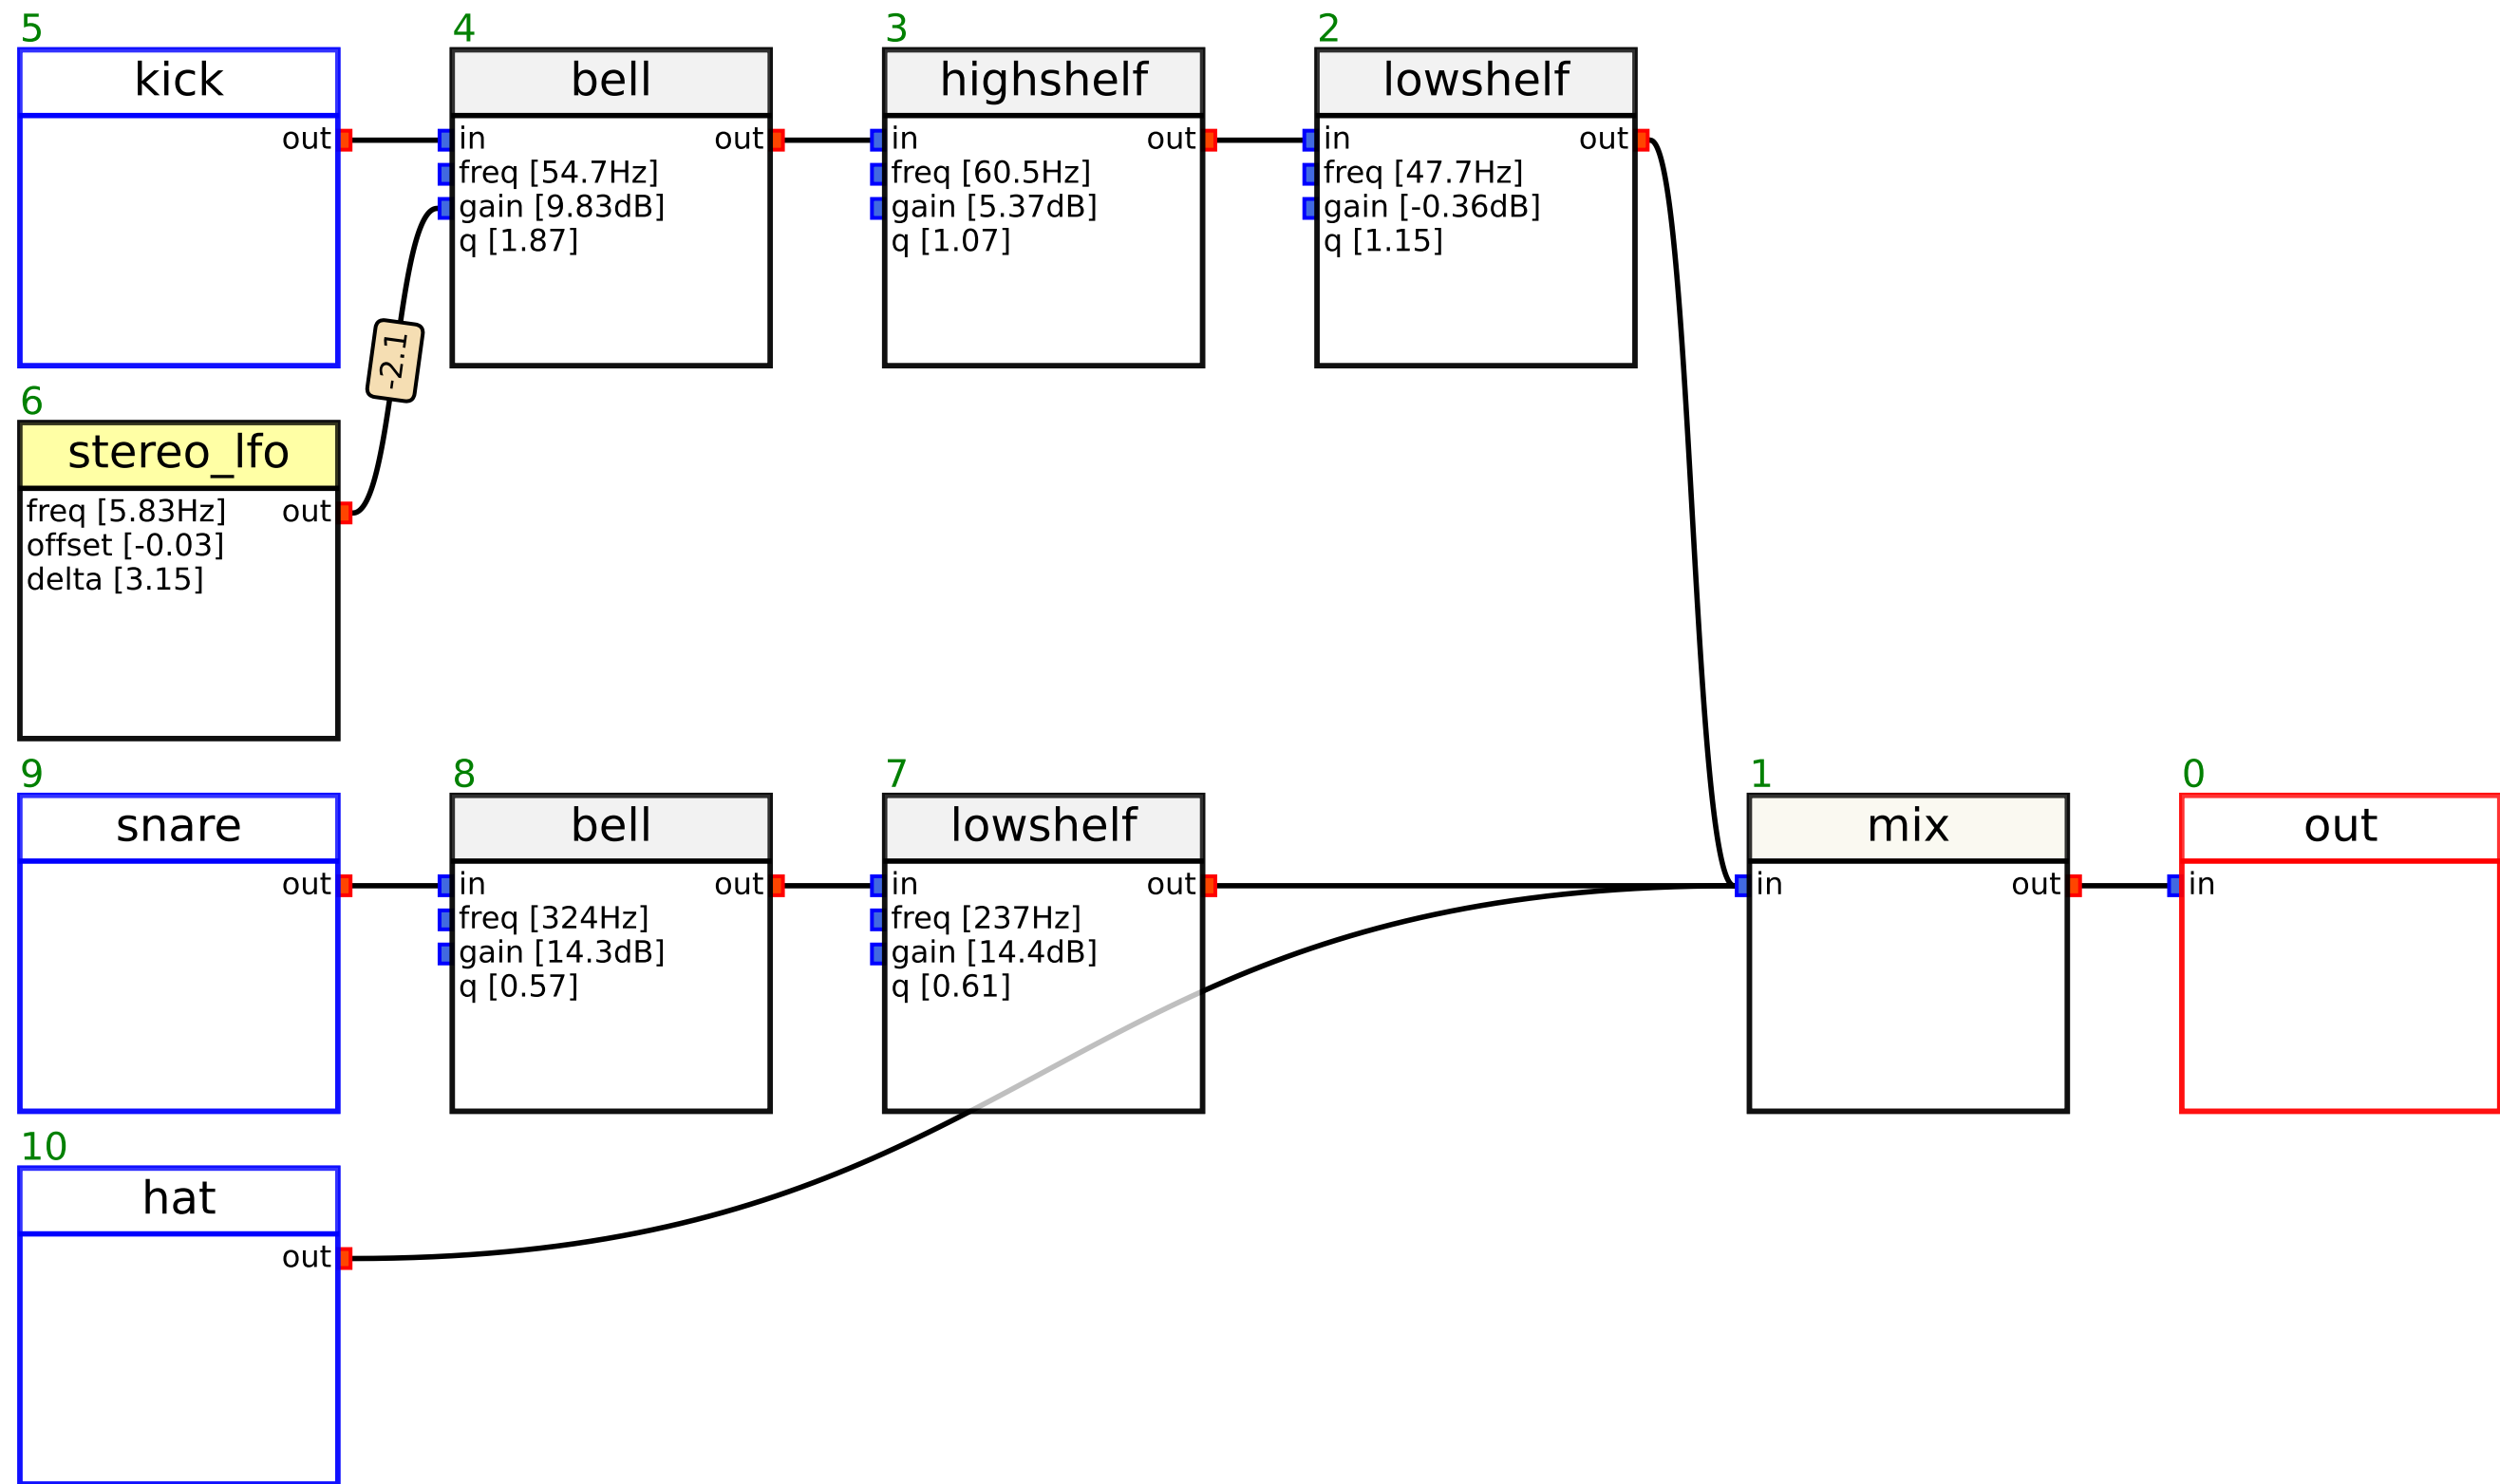 5
kick
out
4
bell
in
out
freq [54.7Hz]
gain [9.83dB]
q [1.87]
3
highshelf
in
out
freq [60.5Hz]
gain [5.37dB]
q [1.07]
2
lowshelf
in
out
freq [47.7Hz]
gain [-0.36dB]
q [1.15]
-2.1
6
stereo_lfo
freq [5.83Hz]
out
offset [-0.03]
delta [3.15]
9
snare
out
8
bell
in
out
freq [324Hz]
gain [14.3dB]
q [0.57]
7
lowshelf
in
out
freq [237Hz]
gain [14.4dB]
q [0.61]
1
mix
in
out
0
out
in
10
hat
out